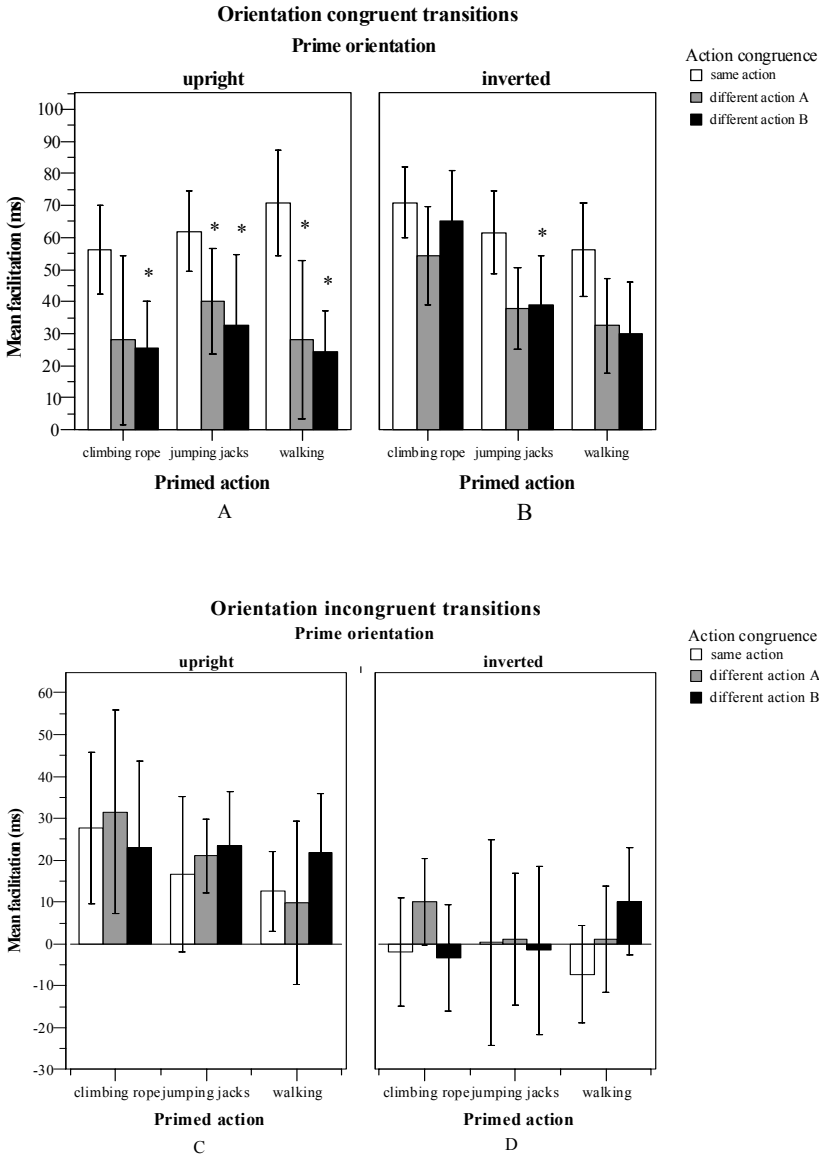 Orientation congruent transitions
Prime orientation
upright
inverted
Action congruence
same action
different action A
different action B
Mean facilitation (ms)
100
90
80
70
60
50
40
30
20
10
0
* * * * *
*
climbing rope jumping jacks walking
climbing rope jumping jacks walking
Primed action
Primed action
A
B
Orientation incongruent transitions
Prime orientation
upright
inverted
Action congruence
same action
different action A
different action B
Mean facilitation (ms)
60
50
40
30
20
10
0
-10
-20
-30
climbing rope jumping jacks walking
climbing rope jumping jacks walking
Primed action
Primed action
C
D